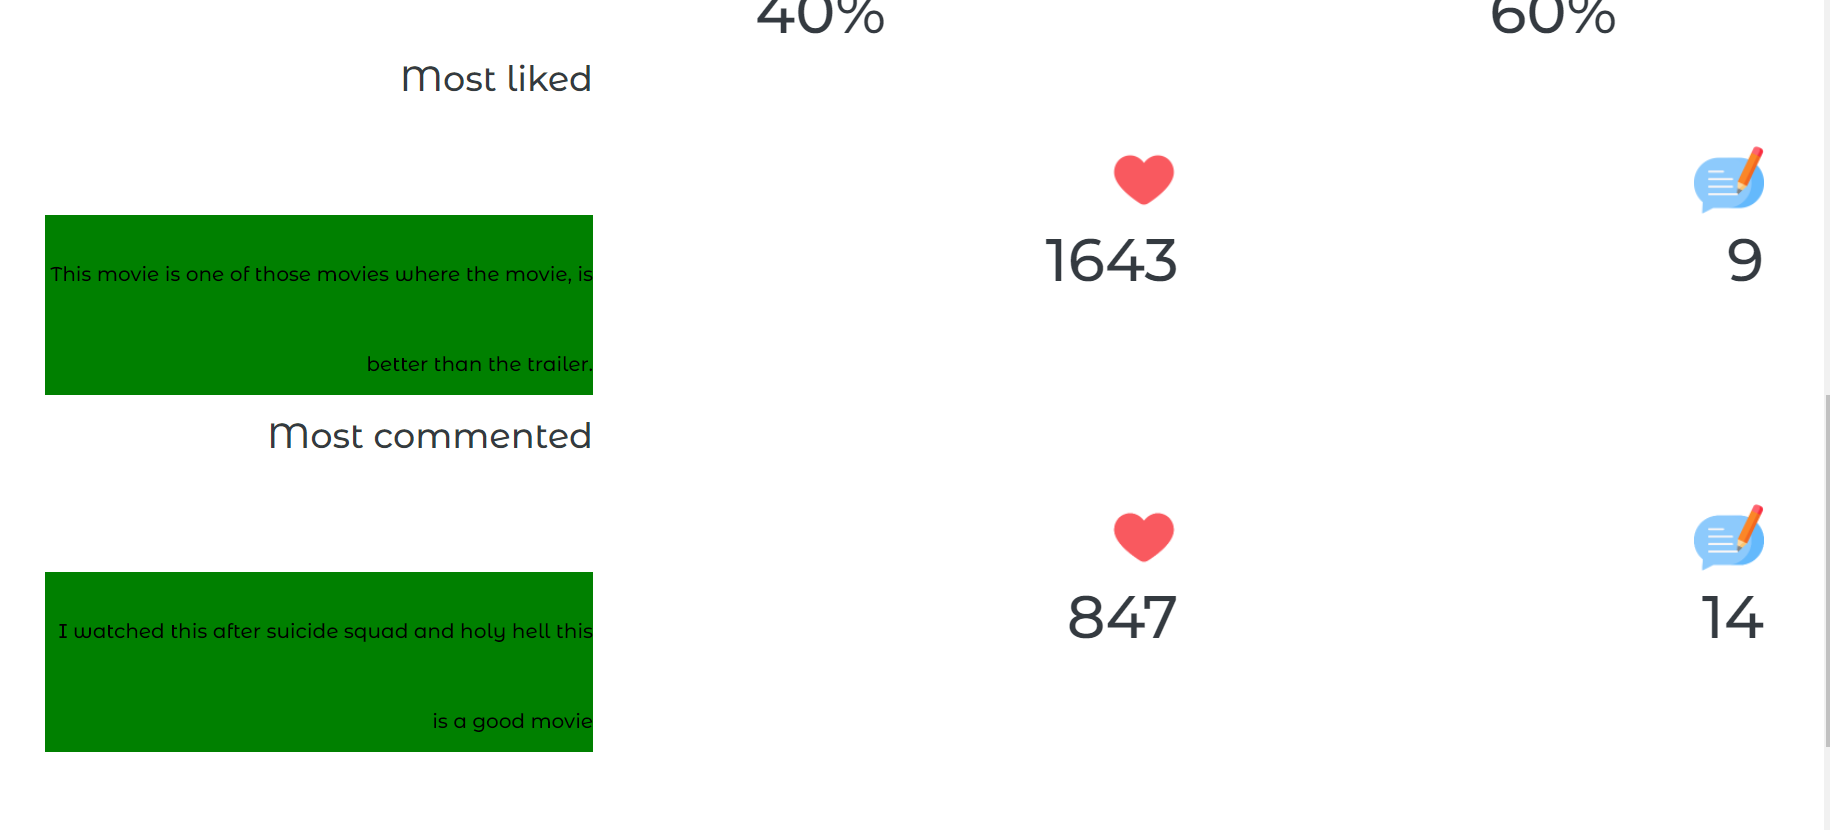 40% 60%
Most liked
1643 9
This movie is one of those movies where the movie, is
better than the trailer.
Most commented
847 14
I watched this after suicide squad and holy hell this
is a good movie